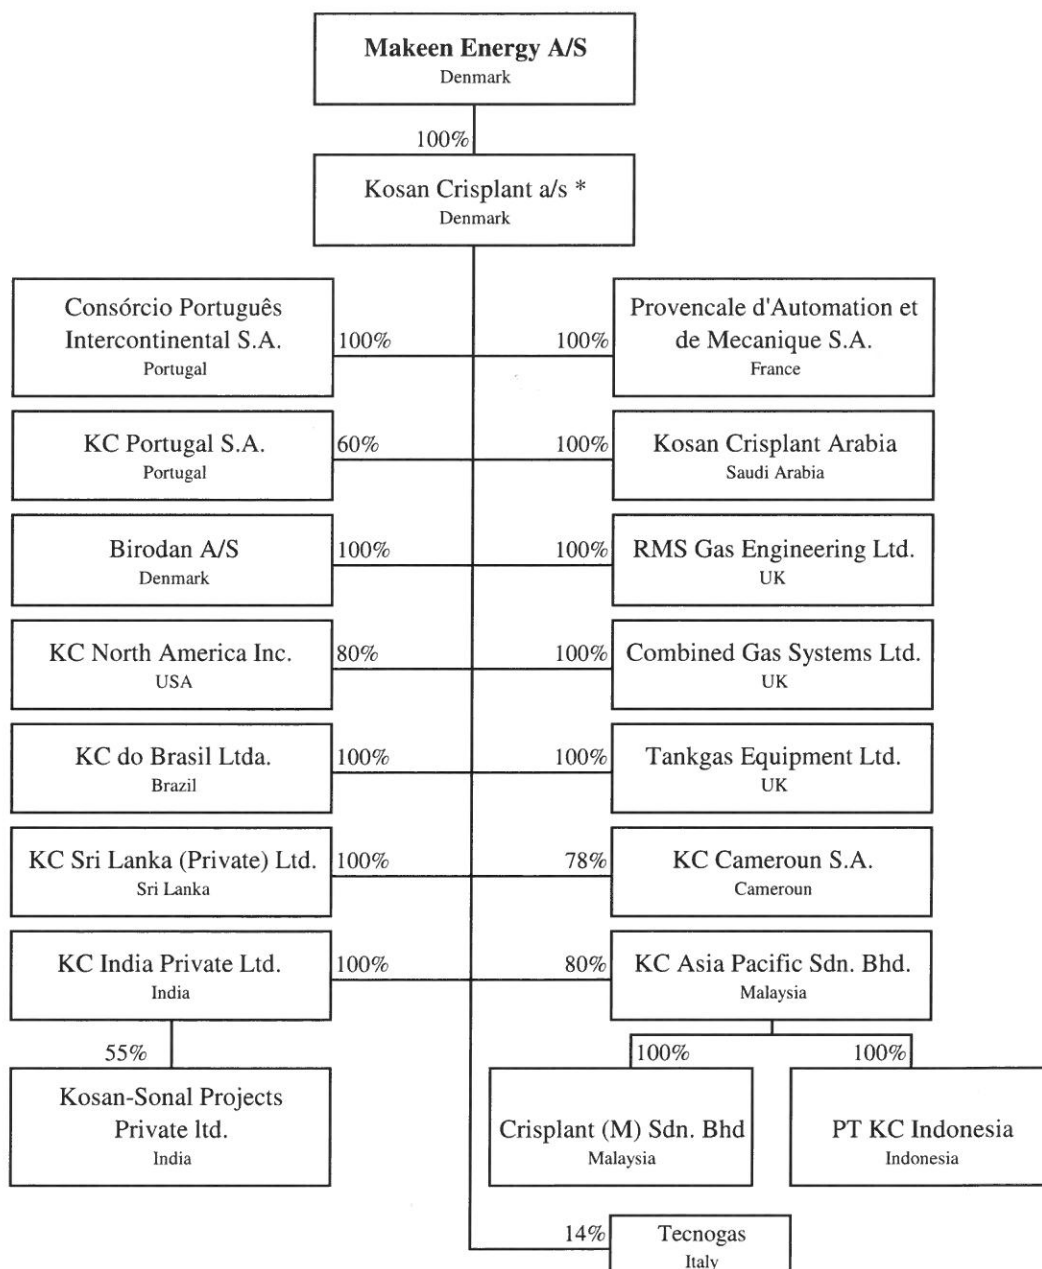 Makeen Energy A/S
Denmark
100%
Kosan Crisplant a/s *
Denmark
Consórcio Português
Intercontinental S.A.
Portugal
100%
100%
Provencale d'Automation et
de Mecanique S.A.
France
KC Portugal S.A.
Portugal
60%
100%
Kosan Crisplant Arabia
Saudi Arabia
Birodan A/S
Denmark
100%
100%
RMS Gas Engineering Ltd.
UK
KC North America Inc.
USA
80%
100%
Combined Gas Systems Ltd.
UK
KC do Brasil Ltda.
Brazil
100%
100%
Tankgas Equipment Ltd.
UK
KC Sri Lanka (Private) Ltd.
Sri Lanka
100%
78%
KC Cameroun S.A.
Cameroun
KC India Private Ltd.
India
100%
80%
KC Asia Pacific Sdn. Bhd.
Malaysia
55%
Kosan-Sonal Projects
Private ltd.
India
100%
Crisplant (M) Sdn. Bhd
Malaysia
100%
PT KC Indonesia
Indonesia
14%
Tecnogas
Italy